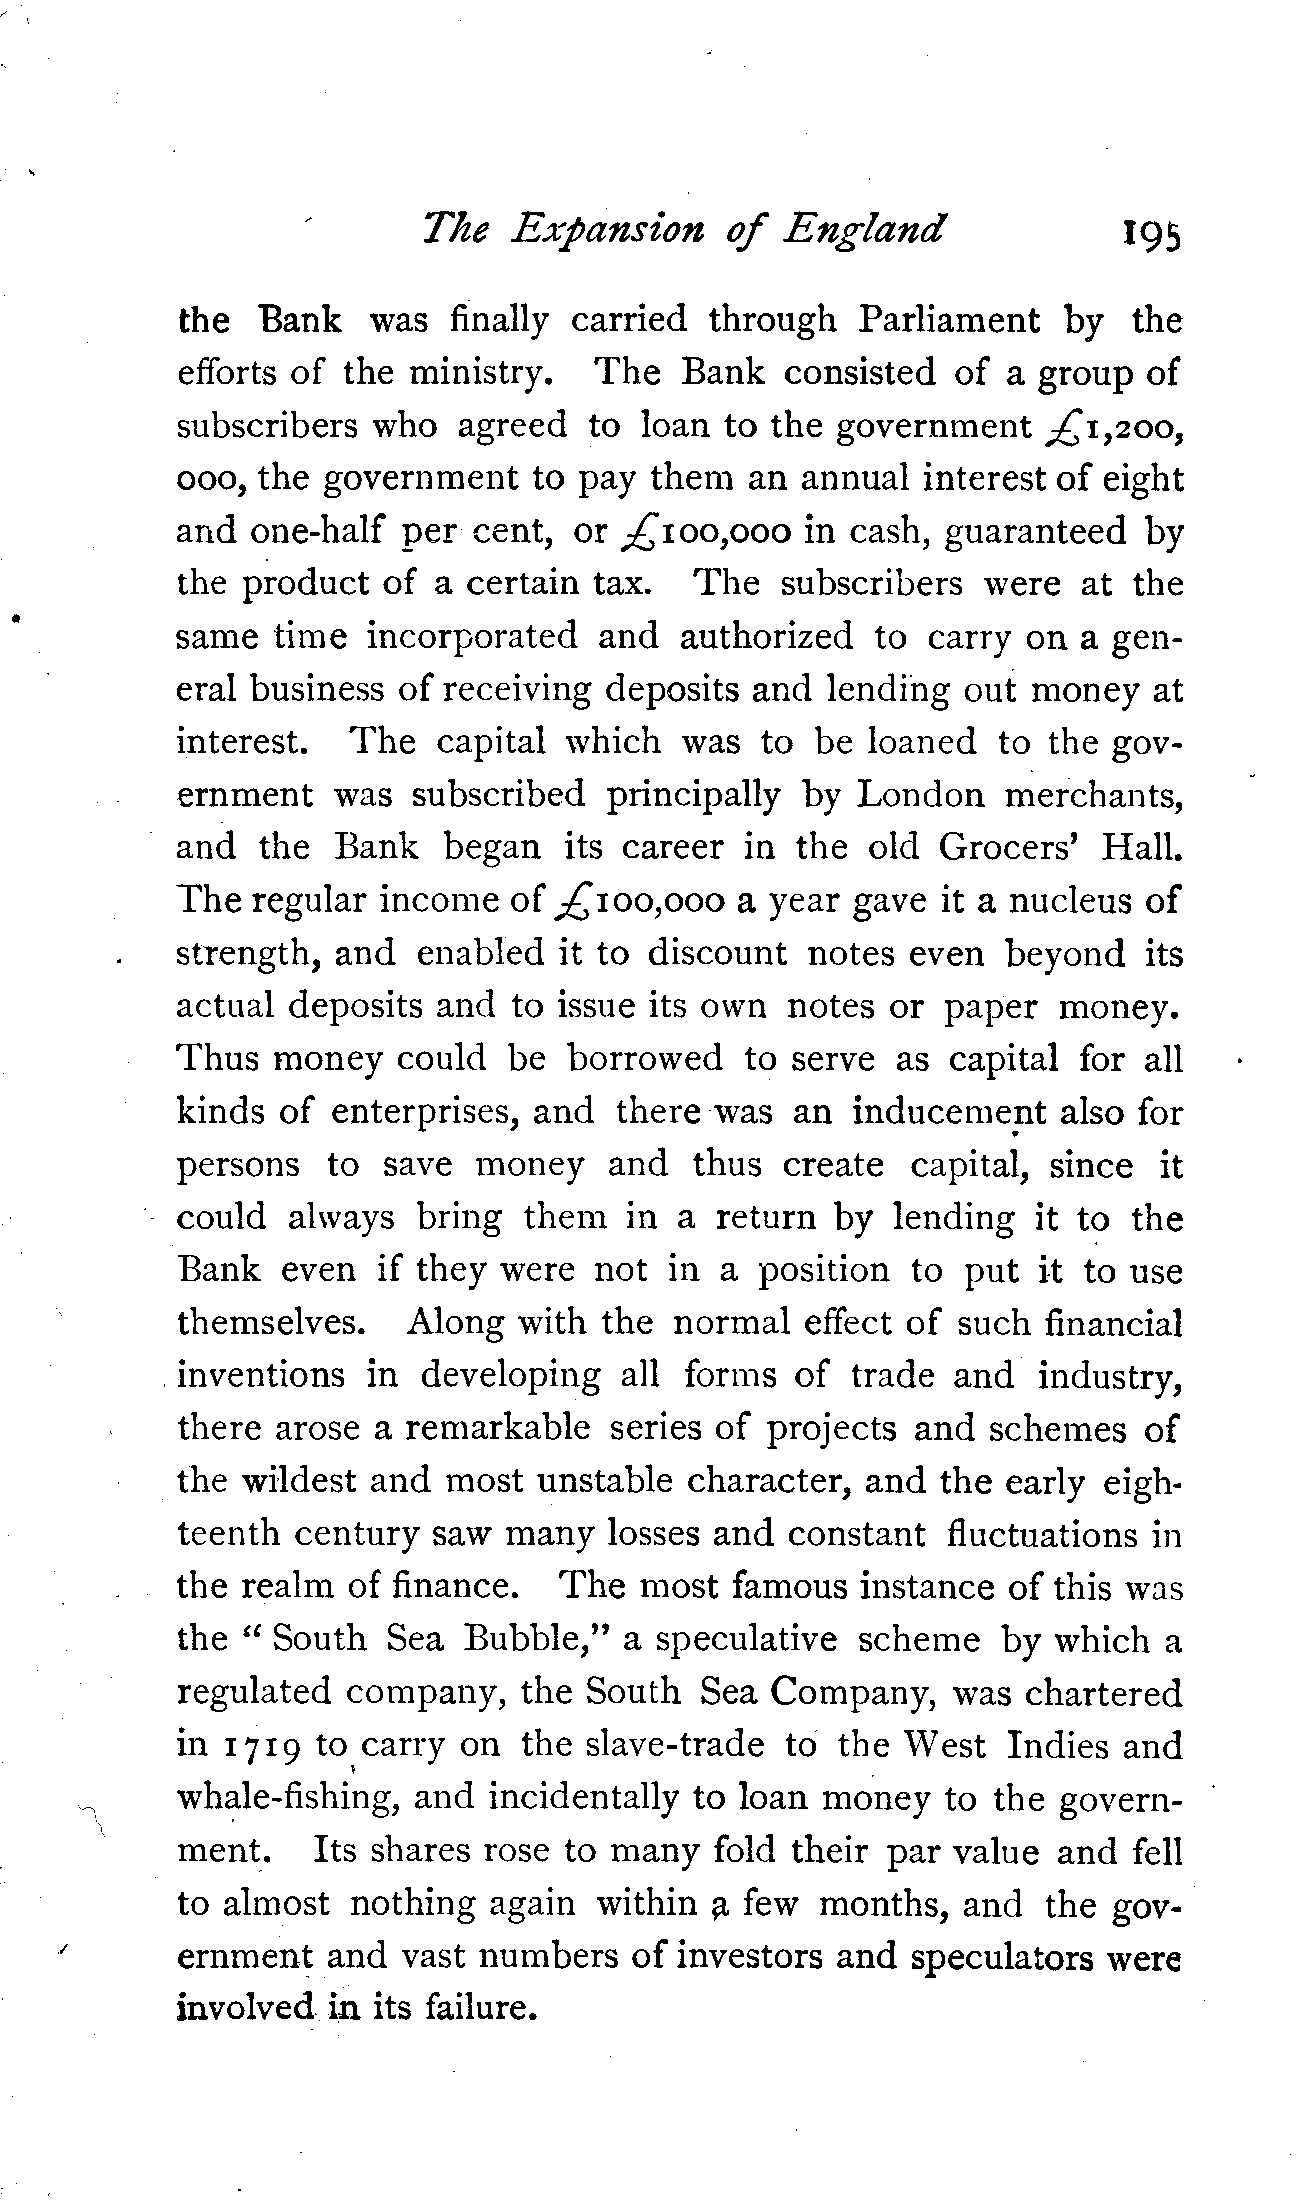 The Expansion of England 195
the Bank was finally carried through Parliament by the
efforts of the ministry. The Bank consisted of a group of
subscribers who agreed to loan to the government £1,200,
000, the government to pay them an annual interest of eight
and one-half per cent, or £100,000 in cash, guaranteed by
the product of a certain tax. The subscribers were at the
same time incorporated and authorized to carry on a gen-
eral business of receiving deposits and lending out money at
interest. The capital which was to be loaned to the gov-
ernment was subscribed principally by London merchants,
and the Bank began its career in the old Grocers' Hall.
The regular income of £100,000 a year gave it a nucleus of
strength, and enabled it to discount notes even beyond its
actual deposits and to issue its own notes or paper money.
Thus money could be borrowed to serve as capital for all
kinds of enterprises, and there was an inducement also for
persons to save money and thus create capital, since it
could always bring them in a return by lending it to the
Bank even if they were not in a position to put it to use
themselves. Along with the normal effect of such financial
inventions in developing all forms of trade and industry,
there arose a remarkable series of projects and schemes of
the wildest and most unstable character, and the early eigh-
teenth century saw many losses and constant fluctuations in
the realm of finance. The most famous instance of this was
the " South Sea Bubble," a speculative scheme by which a
regulated company, the South Sea Company, was chartered
in 1719 to carry on the slave-trade to the West Indies and
whale-fishing, and incidentally to loan money to the govern-
ment. Its shares rose to many fold their par value and fell
to almost nothing again within a few months, and the gov-
ernment and vast numbers of investors and speculators were
involved in its failure.